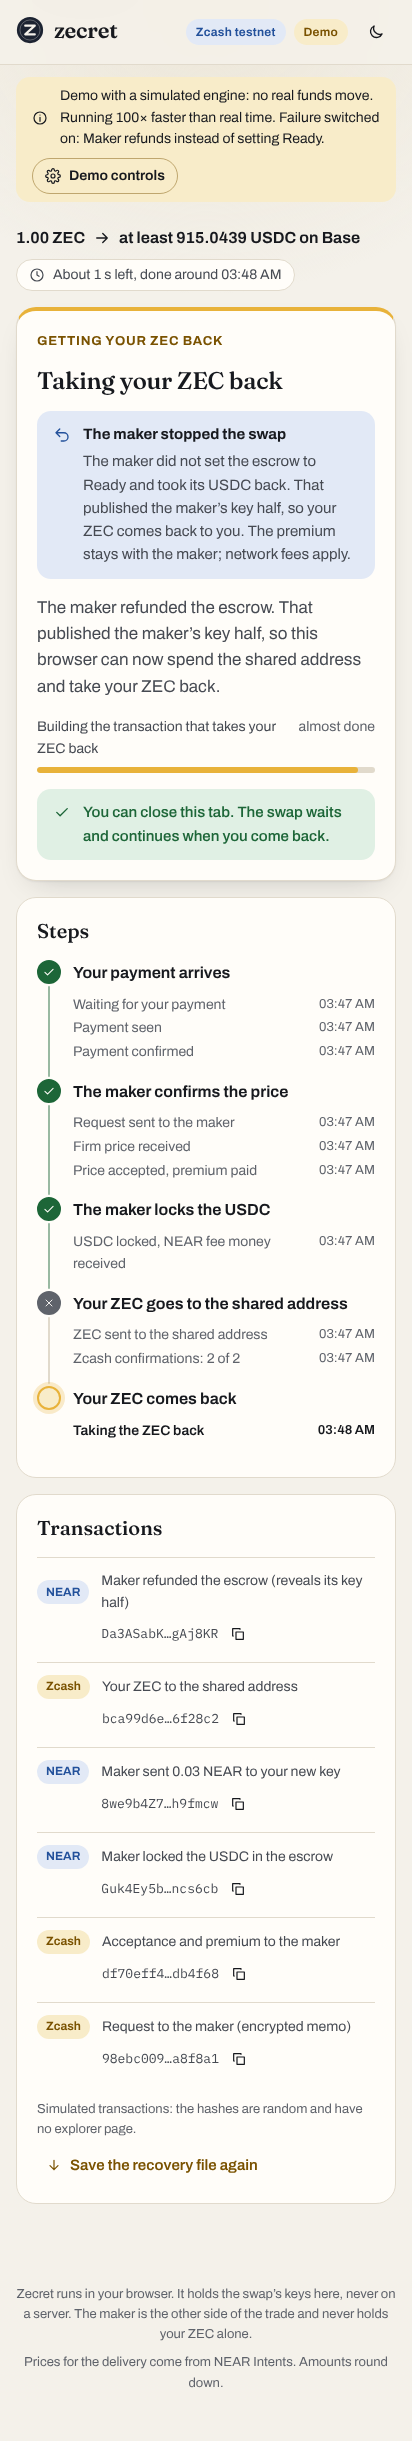 zecret
Zcash testnet
Demo
Demo with a simulated engine: no real funds move.
Running 100× faster than real time. Failure switched
on: Maker refunds instead of setting Ready.
Demo controls
1.00 ZEC → at least 915.0439 USDC on Base
About 1 s left, done around 03:48 AM
GETTING YOUR ZEC BACK
Taking your ZEC back
The maker stopped the swap
The maker did not set the escrow to
Ready and took its USDC back. That
published the maker’s key half, so your
ZEC comes back to you. The premium
stays with the maker; network fees apply.
The maker refunded the escrow. That
published the maker’s key half, so this
browser can now spend the shared address
and take your ZEC back.
Building the transaction that takes your almost done
ZEC back
You can close this tab. The swap waits
and continues when you come back.
Steps
Your payment arrives
Waiting for your payment 03:47 AM
Payment seen 03:47 AM
Payment confirmed 03:47 AM
The maker confirms the price
Request sent to the maker 03:47 AM
Firm price received 03:47 AM
Price accepted, premium paid 03:47 AM
The maker locks the USDC
USDC locked, NEAR fee money 03:47 AM
received
Your ZEC goes to the shared address
ZEC sent to the shared address 03:47 AM
Zcash confirmations: 2 of 2 03:47 AM
Your ZEC comes back
Taking the ZEC back 03:48 AM
Transactions
NEAR Maker refunded the escrow (reveals its key
half)
Da3ASabK…gAj8KR
Zcash Your ZEC to the shared address
bca99d6e…6f28c2
NEAR Maker sent 0.03 NEAR to your new key
8we9b4Z7…h9fmcw
NEAR Maker locked the USDC in the escrow
Guk4Ey5b…ncs6cb
Zcash Acceptance and premium to the maker
df70eff4…db4f68
Zcash Request to the maker (encrypted memo)
98ebc009…a8f8a1
Simulated transactions: the hashes are random and have
no explorer page.
Save the recovery file again
Zecret runs in your browser. It holds the swap’s keys here, never on
a server. The maker is the other side of the trade and never holds
your ZEC alone.
Prices for the delivery come from NEAR Intents. Amounts round
down.